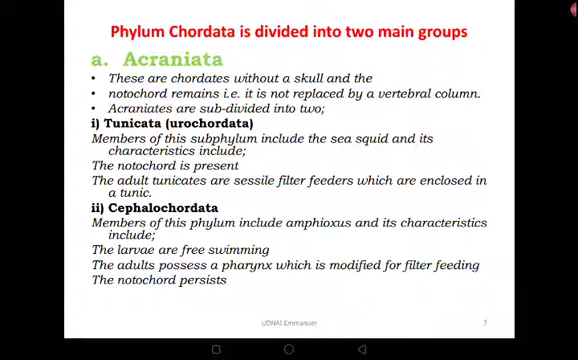 Phylum Chordata is divided into two main groups
a. Acraniata
• These are chordates without a skull and the
• notochord remains i.e. it is not replaced by a vertebral column.
• Acraniates are sub-divided into two;
i) Tunicata (urochordata)
Members of this subphylum include the sea squid and its
characteristics include;
The notochord is present
The adult tunicates are sessile filter feeders which are enclosed in
a tunic.
ii) Cephalochordata
Members of this phylum include amphioxus and its characteristics
include;
The larvae are free swimming
The adults possess a pharynx which is modified for filter feeding
The notochord persists
Emmanuel
7